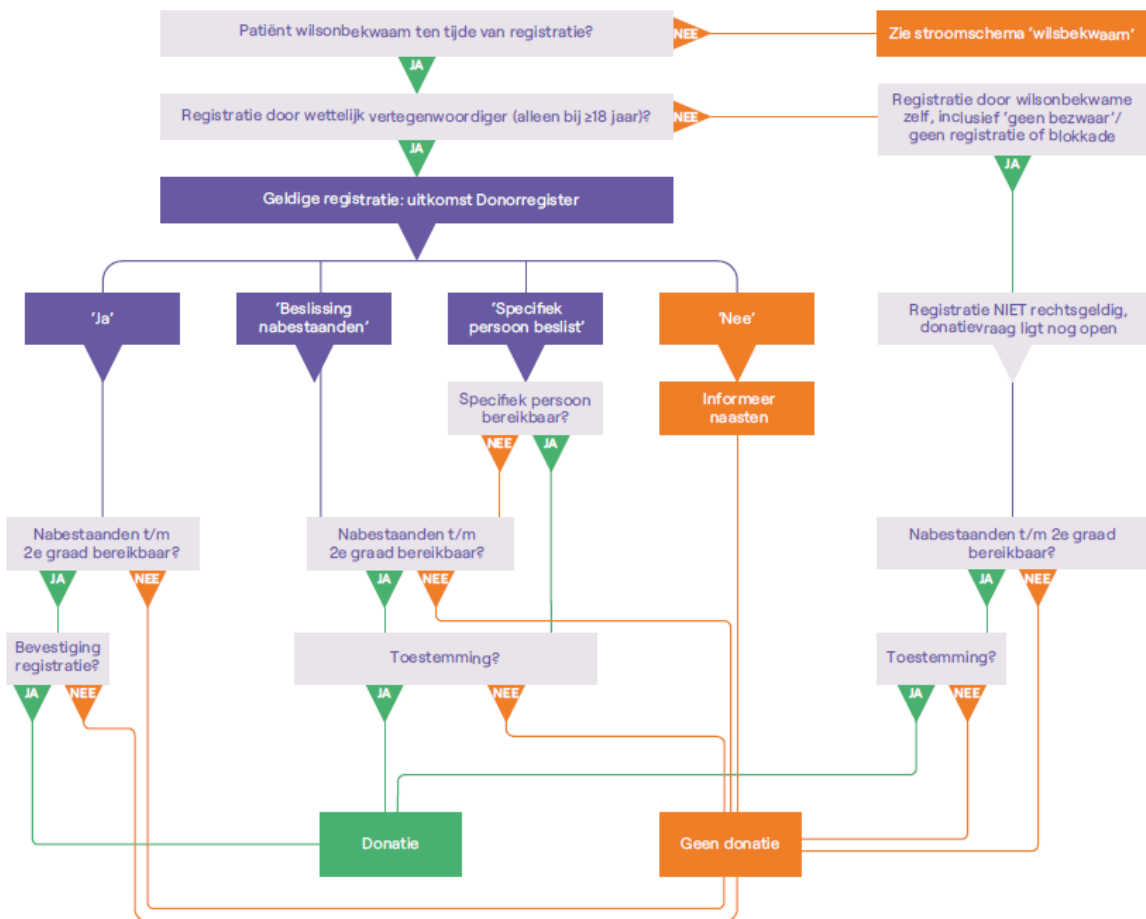 Patiënt wilsonbekwaam ten tijde van registratie?
NEE
Zie stroomschema 'wilsbekwaam'
JA
Registratie door wettelijk vertegenwoordiger (alleen bij ≥18 jaar)?
NEE
Registratie door wilsonbekwame
zelf, inclusief 'geen bezwaar'/
geen registratie of blokkade
JA
JA
Geldige registratie: uitkomst Donorregister
'Ja'
'Beslissing
nabestaanden'
'Specifiek
persoon beslist'
'Nee'
Registratie NIET rechtsgeldig,
donatievraag ligt nog open
Specifiek persoon
bereikbaar?
Informeer
naasten
NEE
JA
Nabestaanden t/m
2e graad bereikbaar?
Nabestaanden t/m
2e graad bereikbaar?
Nabestaanden t/m 2e graad
bereikbaar?
JA
NEE
JA
NEE
JA
NEE
Bevestiging
registratie?
Toestemming?
Toestemming?
JA
NEE
JA
NEE
JA
NEE
Donatie
Geen donatie